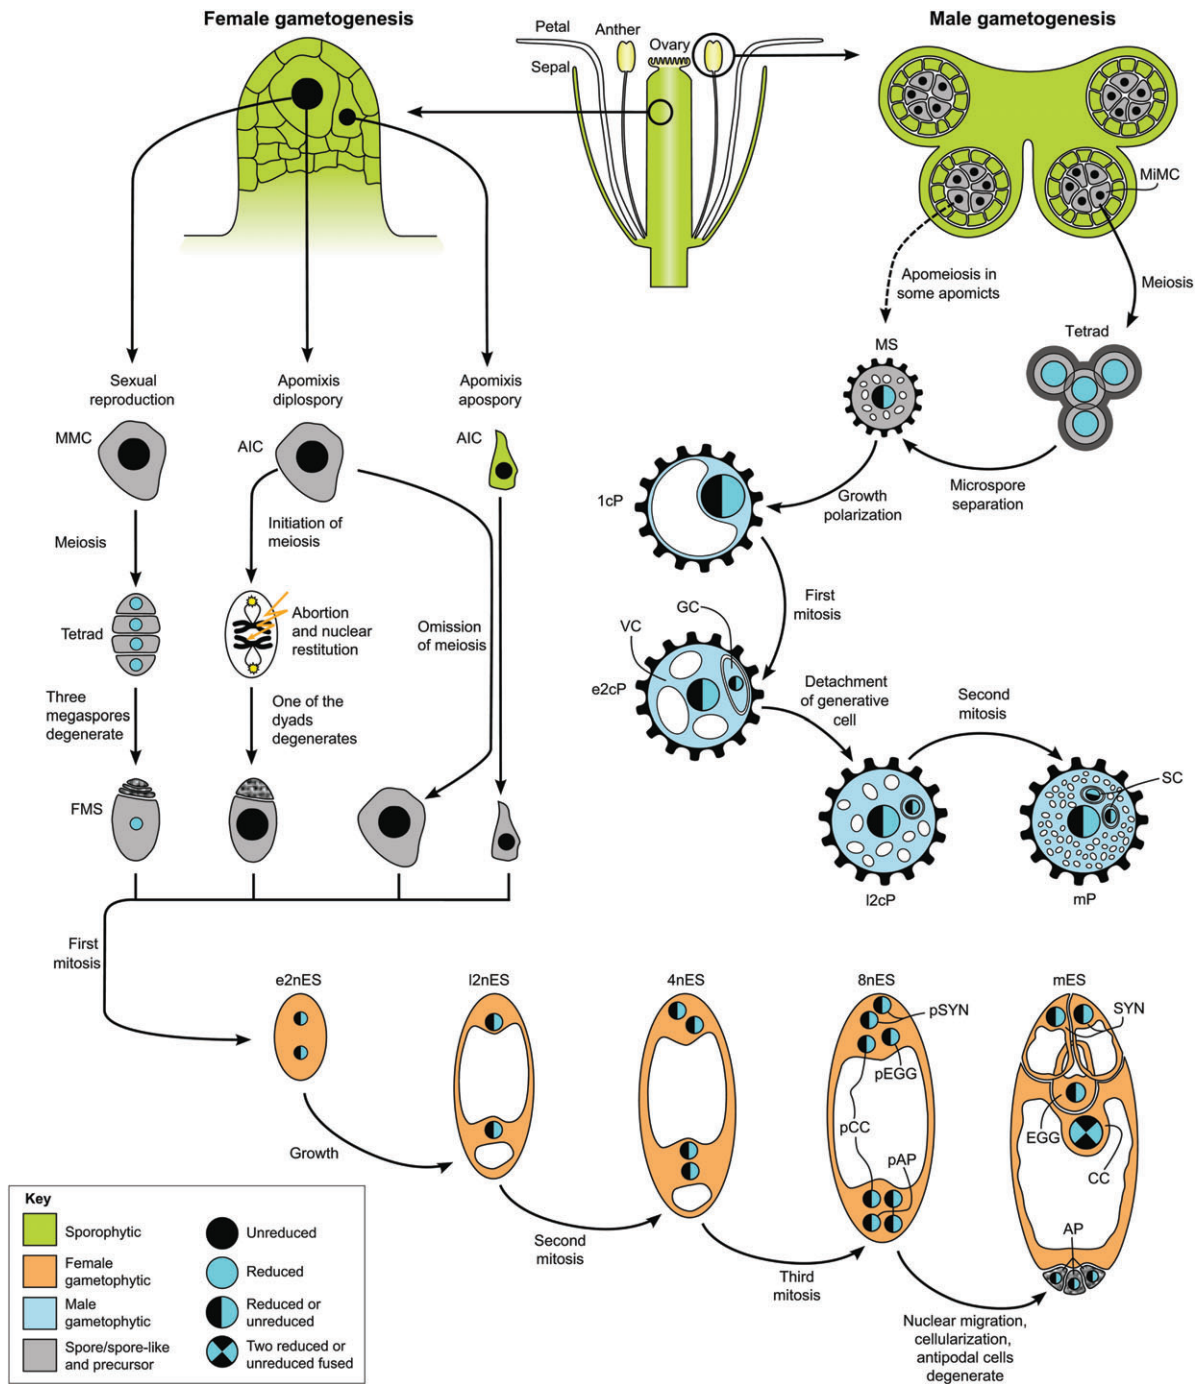 Female gametogenesis
Petal
Anther
Ovary
Sepal
Male gametogenesis
MiMC
Apomeiosis in
some apomicts
Meiosis
MS
Tetrad
Sexual
reproduction
Apomixis
diplospory
Apomixis
apospory
MMC
AIC
AIC
Microspore
separation
Growth
polarization
1cP
Initiation of
meiosis
Meiosis
First
mitosis
GC
VC
e2cP
Tetrad
Abortion
and nuclear
restitution
Omission
of meiosis
Detachment
of generative
cell
Second
mitosis
Three
megaspores
degenerate
One of the
dyads
degenerates
SC
FMS
l2cP
mP
First
mitosis
e2nES
l2nES
4nES
8nES
mES
pSYN
SYN
pEGG
pCC
EGG
pAP
CC
Growth
AP
Second
mitosis
Third
mitosis
Nuclear migration,
cellularization,
antipodal cells
degenerate
Key
Sporophytic
Female
gametophytic
Male
gametophytic
Spore/spore-like
and precursor
Unreduced
Reduced
Reduced or
unreduced
Two reduced or
unreduced fused